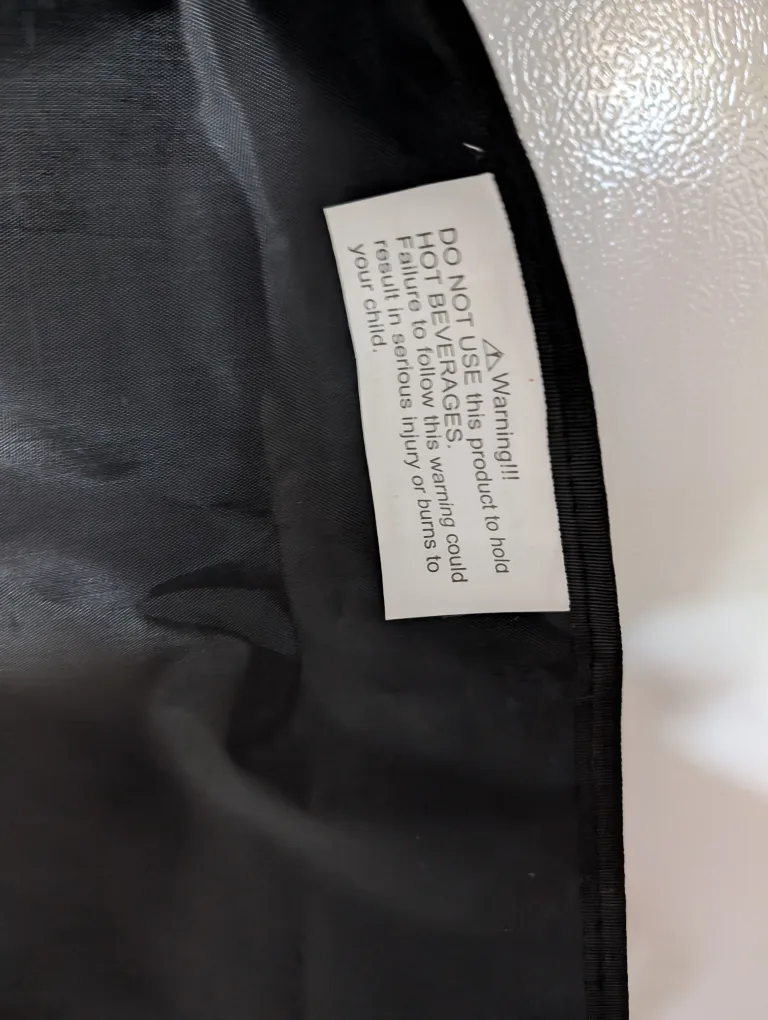 ⚠Warning!!!
DO NOT USE this product to hold
HOT BEVERAGES.
Failure to follow this warning could
result in serious injury or burns to
your child.